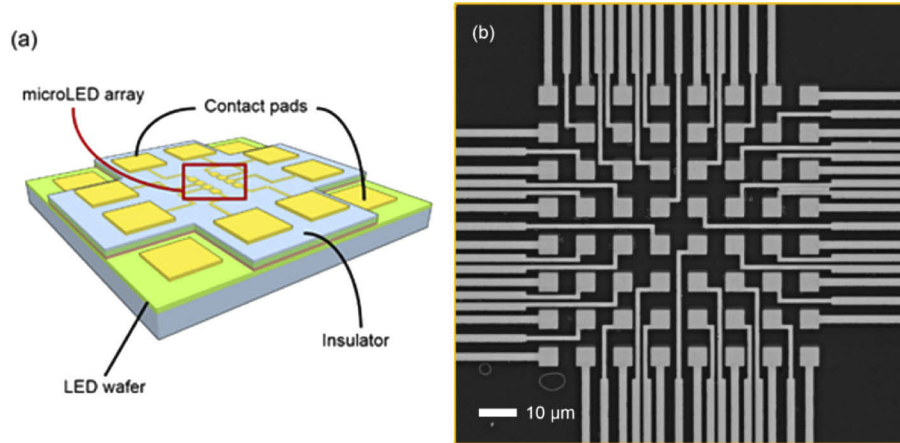 (a)
microLED array
Contact pads
Insulator
LED wafer
(b)
10 µm